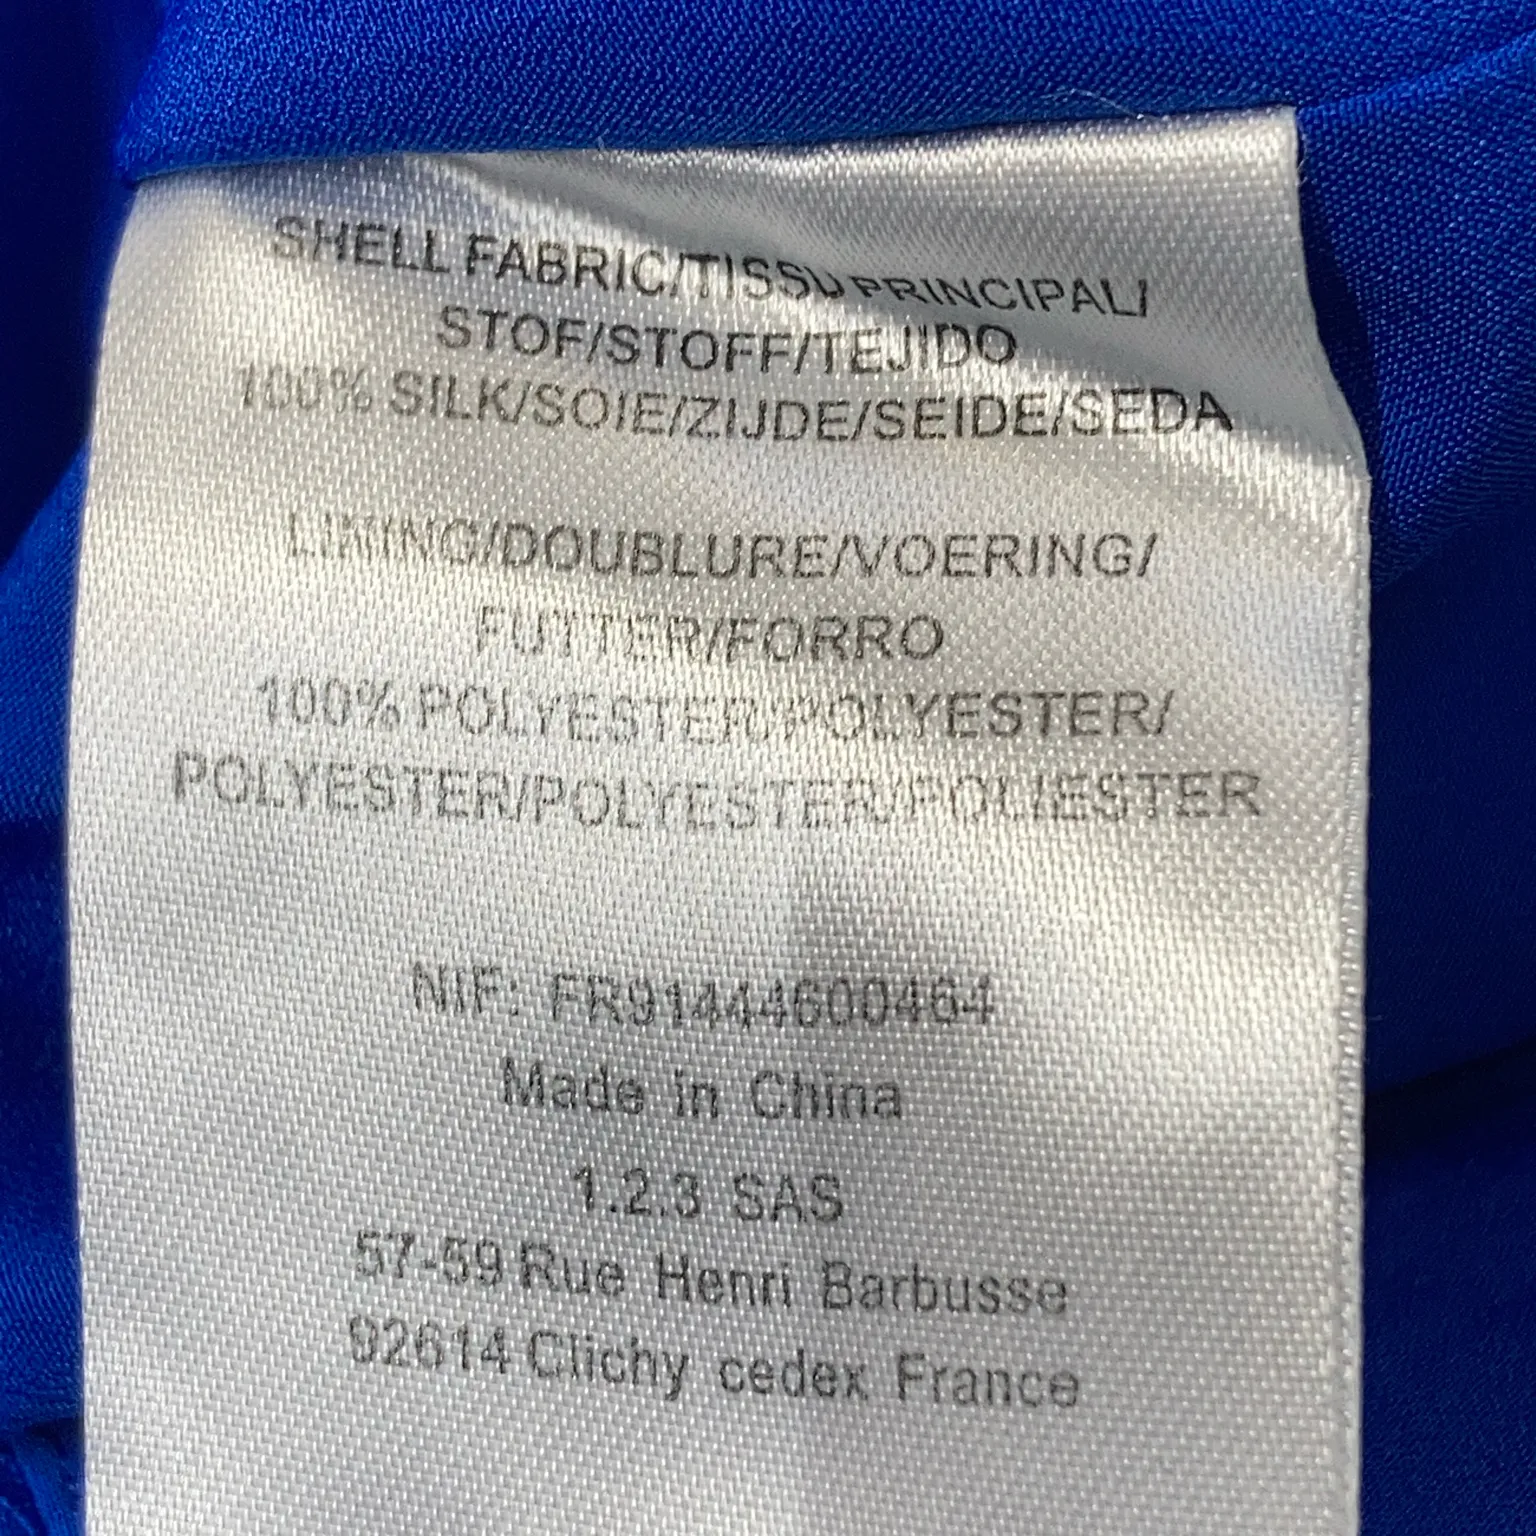 SHELL FABRIC/TISSU PRINCIPAL/
STOF/STOFF/TEJIDO
100% SILK/SOIE/ZIJDE/SEIDE/SEDA
LINING/DOUBLURE/VOERING/
FUTTER/FORRO
100% POLYESTER/POLYESTER/
POLYESTER/POLYESTER/POLIESTER
NIF: FR91444600464
Made in China
1.2.3 SAS
57-59 Rue Henri Barbusse
92614 Clichy cedex France